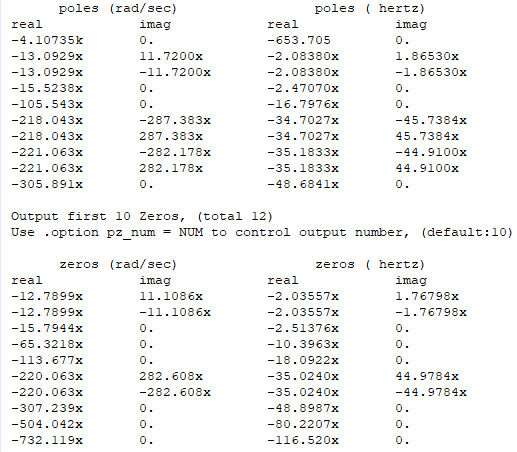 poles (rad/sec) poles ( hertz)
real imag real imag
-4.10735k 0. -653.705 0.
-13.0929x 11.7200x -2.08380x 1.86530x
-13.0929x -11.7200x -2.08380x -1.86530x
-15.5238x 0. -2.47070x 0.
-105.543x 0. -16.7976x 0.
-218.043x -287.383x -34.7027x -45.7384x
-218.043x 287.383x -34.7027x 45.7384x
-221.063x -282.178x -35.1833x -44.9100x
-221.063x 282.178x -35.1833x 44.9100x
-305.891x 0. -48.6841x 0.
Output first 10 Zeros, (total 12)
Use .option pz_num = NUM to control output number, (default:10)
zeros (rad/sec) zeros ( hertz)
real imag real imag
-12.7899x 11.1086x -2.03557x 1.76798x
-12.7899x -11.1086x -2.03557x -1.76798x
-15.7944x 0. -2.51376x 0.
-65.3218x 0. -10.3963x 0.
-113.677x 0. -18.0922x 0.
-220.063x 282.608x -35.0240x 44.9784x
-220.063x -282.608x -35.0240x -44.9784x
-307.239x 0. -48.8987x 0.
-504.042x 0. -80.2207x 0.
-732.119x 0. -116.520x 0.